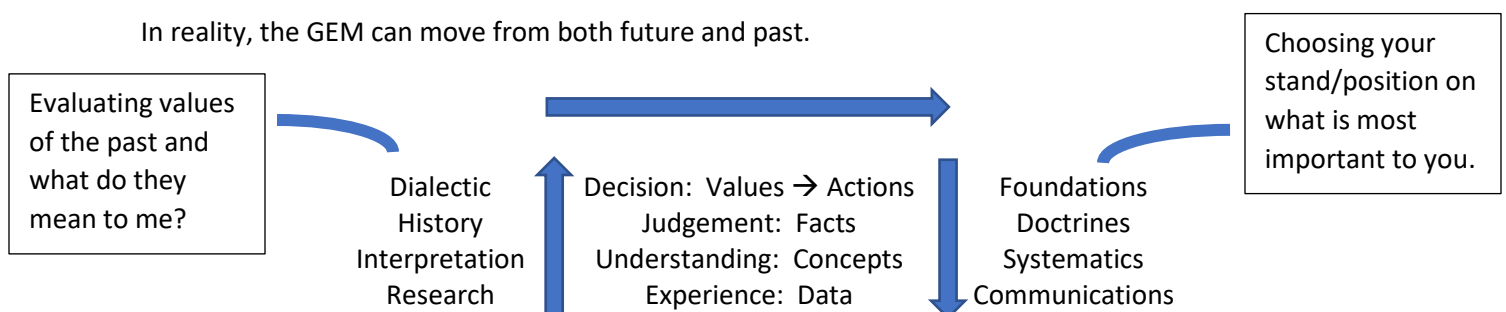 In reality, the GEM can move from both future and past.
Evaluating values
of the past and
what do they
mean to me?
Choosing your
stand/position on
what is most
important to you.
Dialectic
History
Interpretation
Research
Decision: Values → Actions
Judgement: Facts
Understanding: Concepts
Experience: Data
Foundations
Doctrines
Systematics
Communications